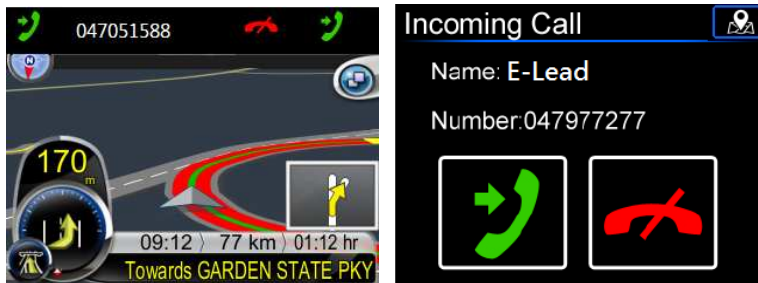 047051588
N
170
m
09:12 77 km 01:12 hr
Towards GARDEN STATE PKY
Incoming Call
Name: E-Lead
Number:047977277